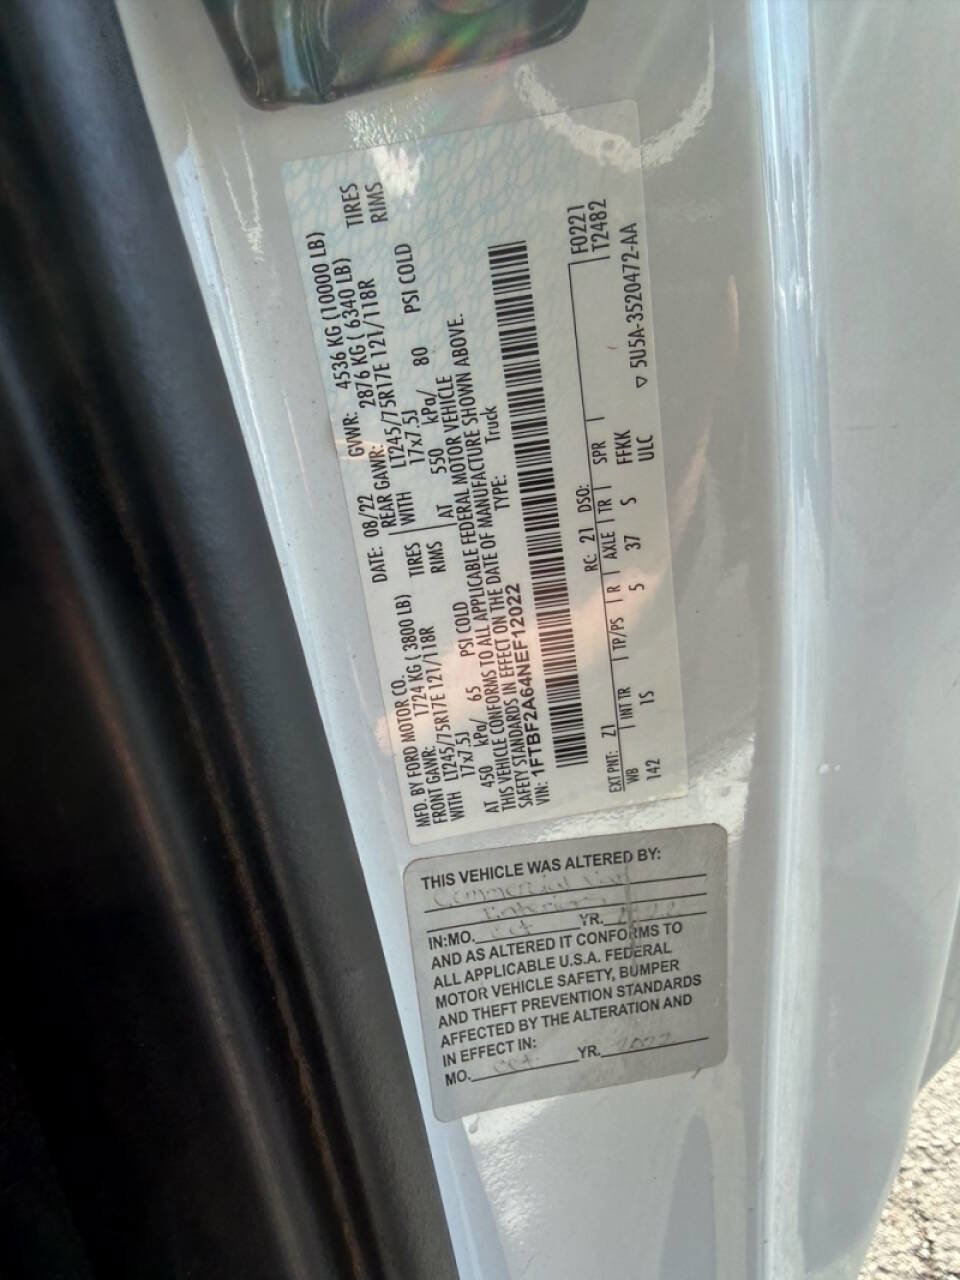 MFD. BY FORD MOTOR CO.
DATE: 08/22 GVWR: 4536 KG (10000 LB)
FRONT GAWR: 1724 KG ( 3800 LB) REAR GAWR: 2876 KG ( 6340 LB)
WITH LT245/75R17E 121/118R TIRES WITH LT245/75R17E 121/118R TIRES
17x7.5J RIMS 17x7.5J RIMS
AT 450 kPa/ 65 PSI COLD AT 550 kPa/ 80 PSI COLD
THIS VEHICLE CONFORMS TO ALL APPLICABLE FEDERAL MOTOR VEHICLE
SAFETY STANDARDS IN EFFECT ON THE DATE OF MANUFACTURE SHOWN ABOVE.
VIN: 1FTBF2A64NEF12022 TYPE: Truck
F0221
T2482
EXT PNT: Z1 RC: 21 DSO:
WB INT TR TP/PS R AXLE TR SPR
142 1S 5 37 S FFKK
ULC ▽ 5U5A-3520472-AA
THIS VEHICLE WAS ALTERED BY:
Commercial Van
Interiors
IN:MO. oct YR.
AND AS ALTERED IT CONFORMS TO
ALL APPLICABLE U.S.A. FEDERAL
MOTOR VEHICLE SAFETY, BUMPER
AND THEFT PREVENTION STANDARDS
AFFECTED BY THE ALTERATION AND
IN EFFECT IN:
MO. oct YR. 2022